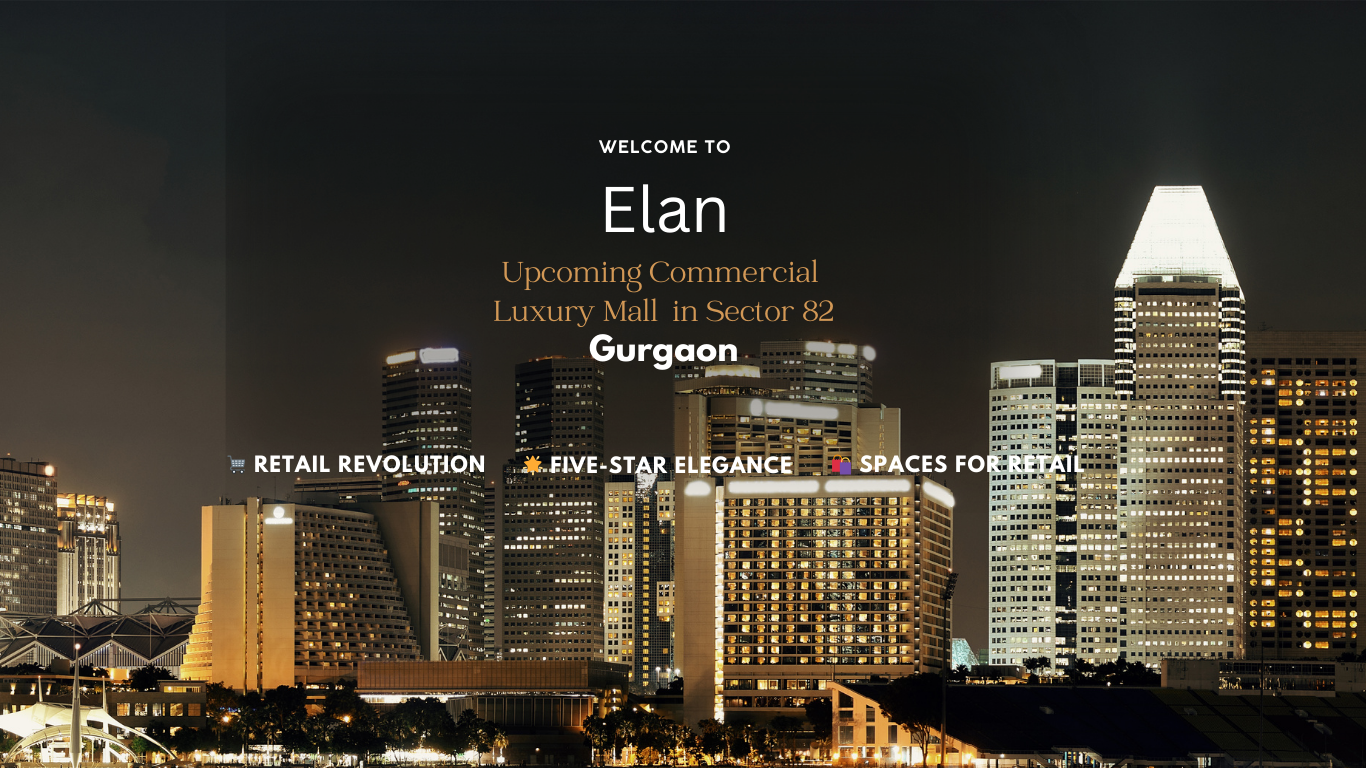 WELCOME TO
Elan
Upcoming Commercial
Luxury Mall in Sector 82
Gurgaon
🛒 RETAIL REVOLUTION 🌟 FIVE-STAR ELEGANCE 🛍️ SPACES FOR RETAIL